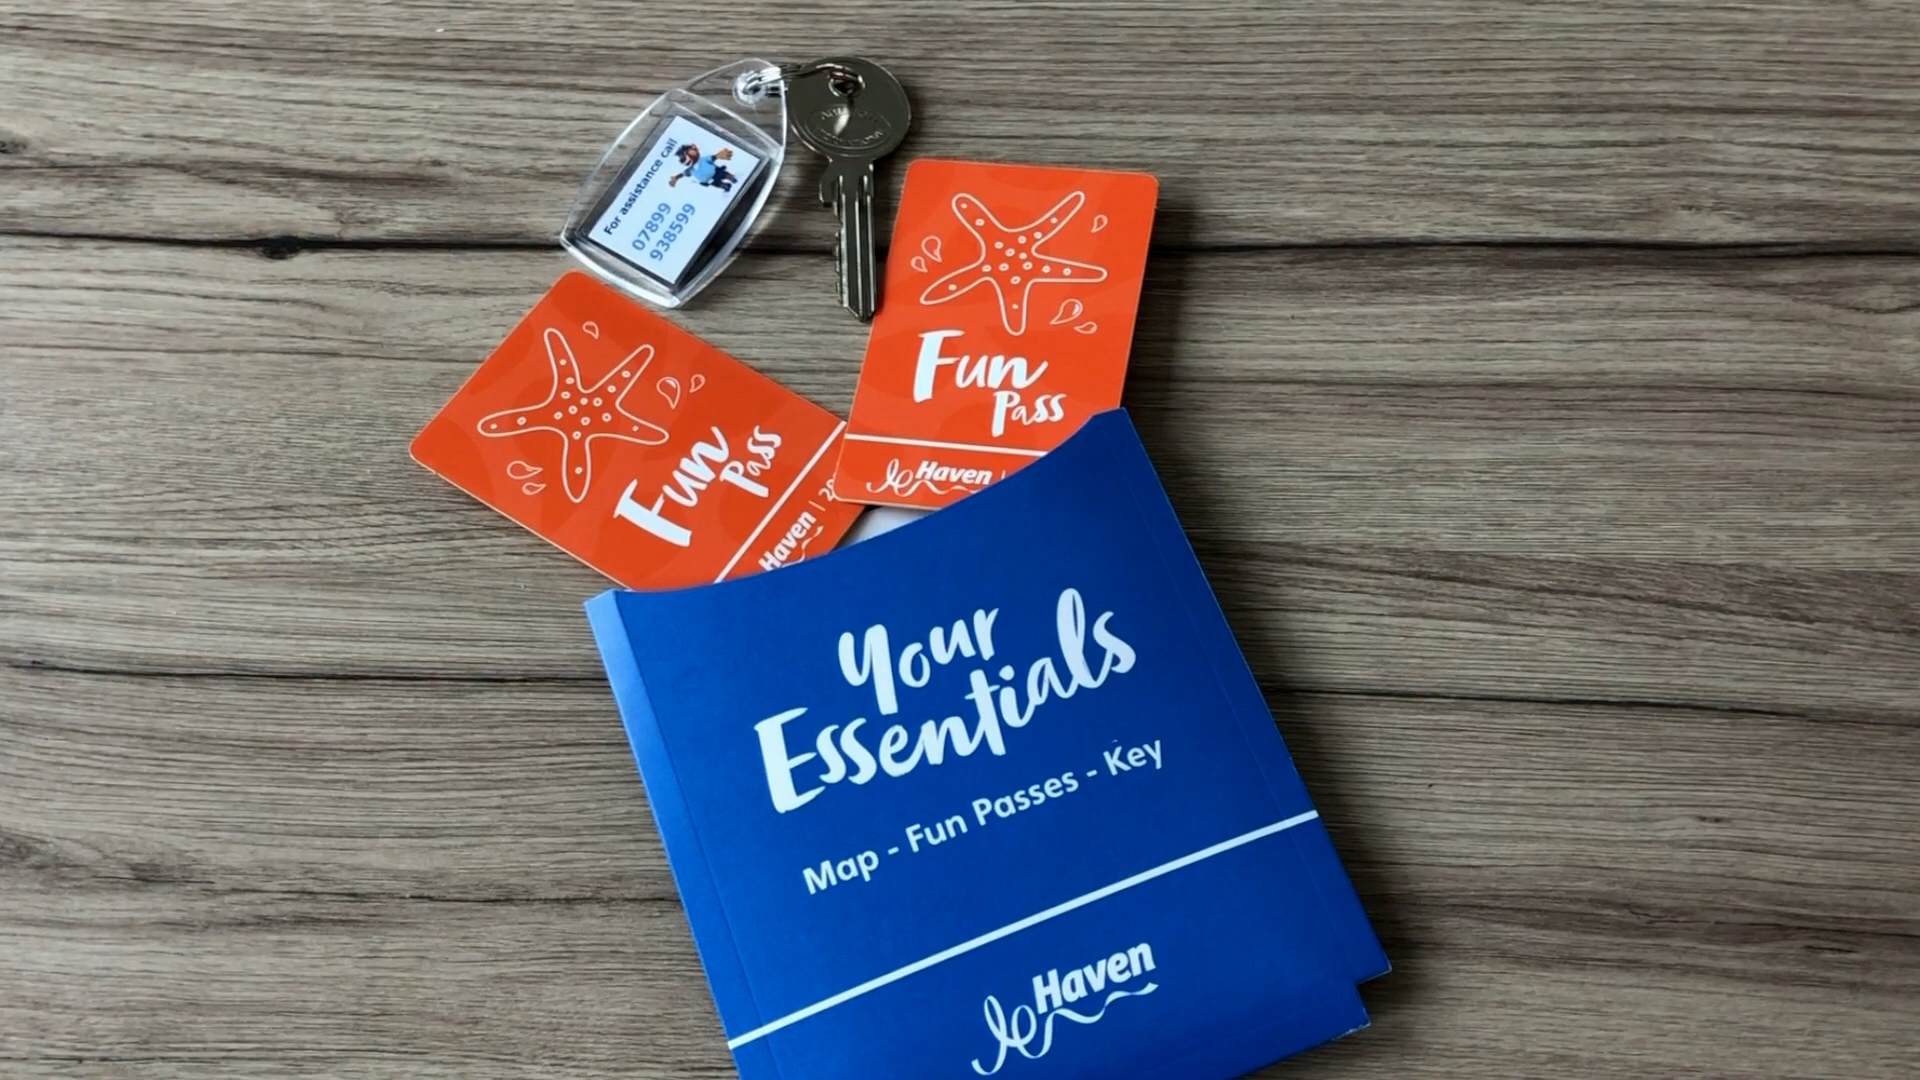 For assistance call
07899
938599
Fun
Pass
Haven |
Fun
Pass
Haven |
Your
Essentials
Map - Fun Passes - Key
Haven